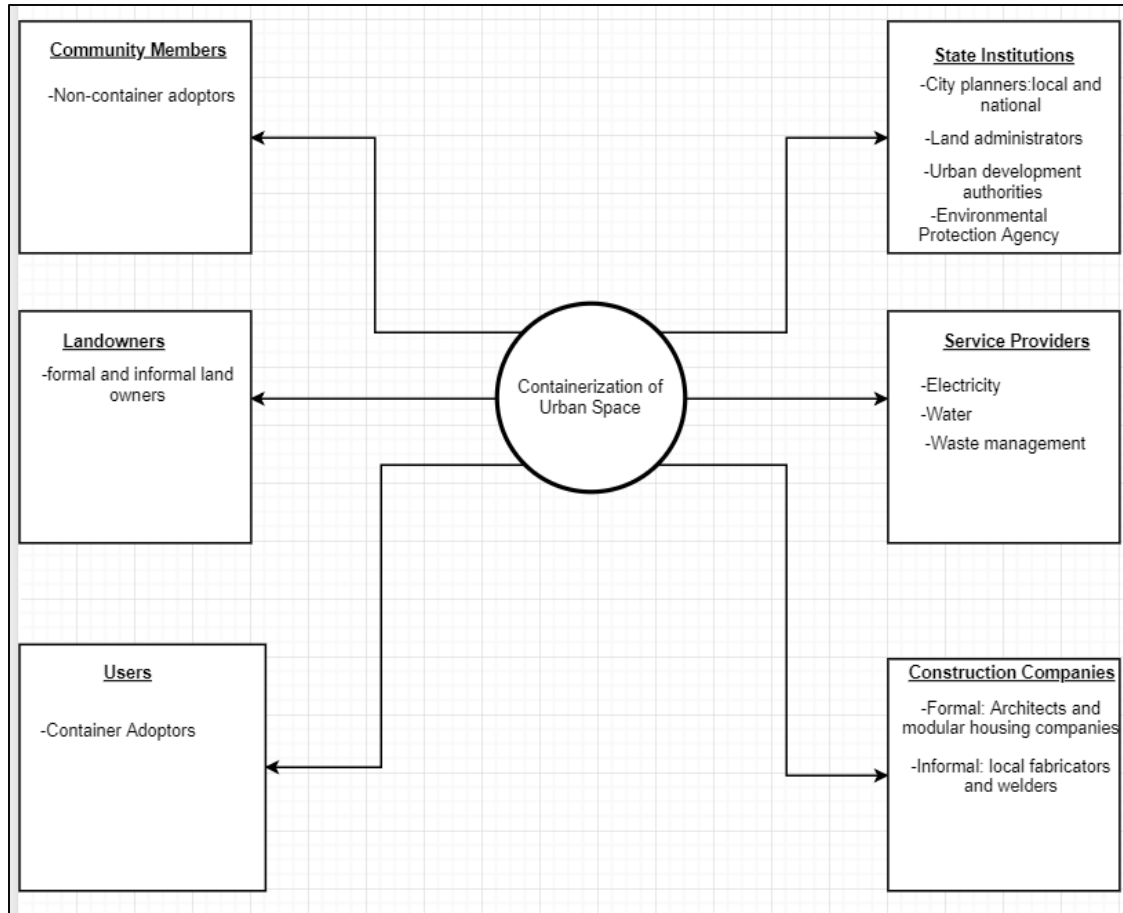 Community Members
-Non-container adoptors
State Institutions
-City planners:local and
national
-Land administrators
-Urban development
authorities
-Environmental
Protection Agency
Landowners
-formal and informal land
owners
Containerization of
Urban Space
Service Providers
-Electricity
-Water
-Waste management
Users
-Container Adoptors
Construction Companies
-Formal: Architects and
modular housing companies
-Informal: local fabricators
and welders